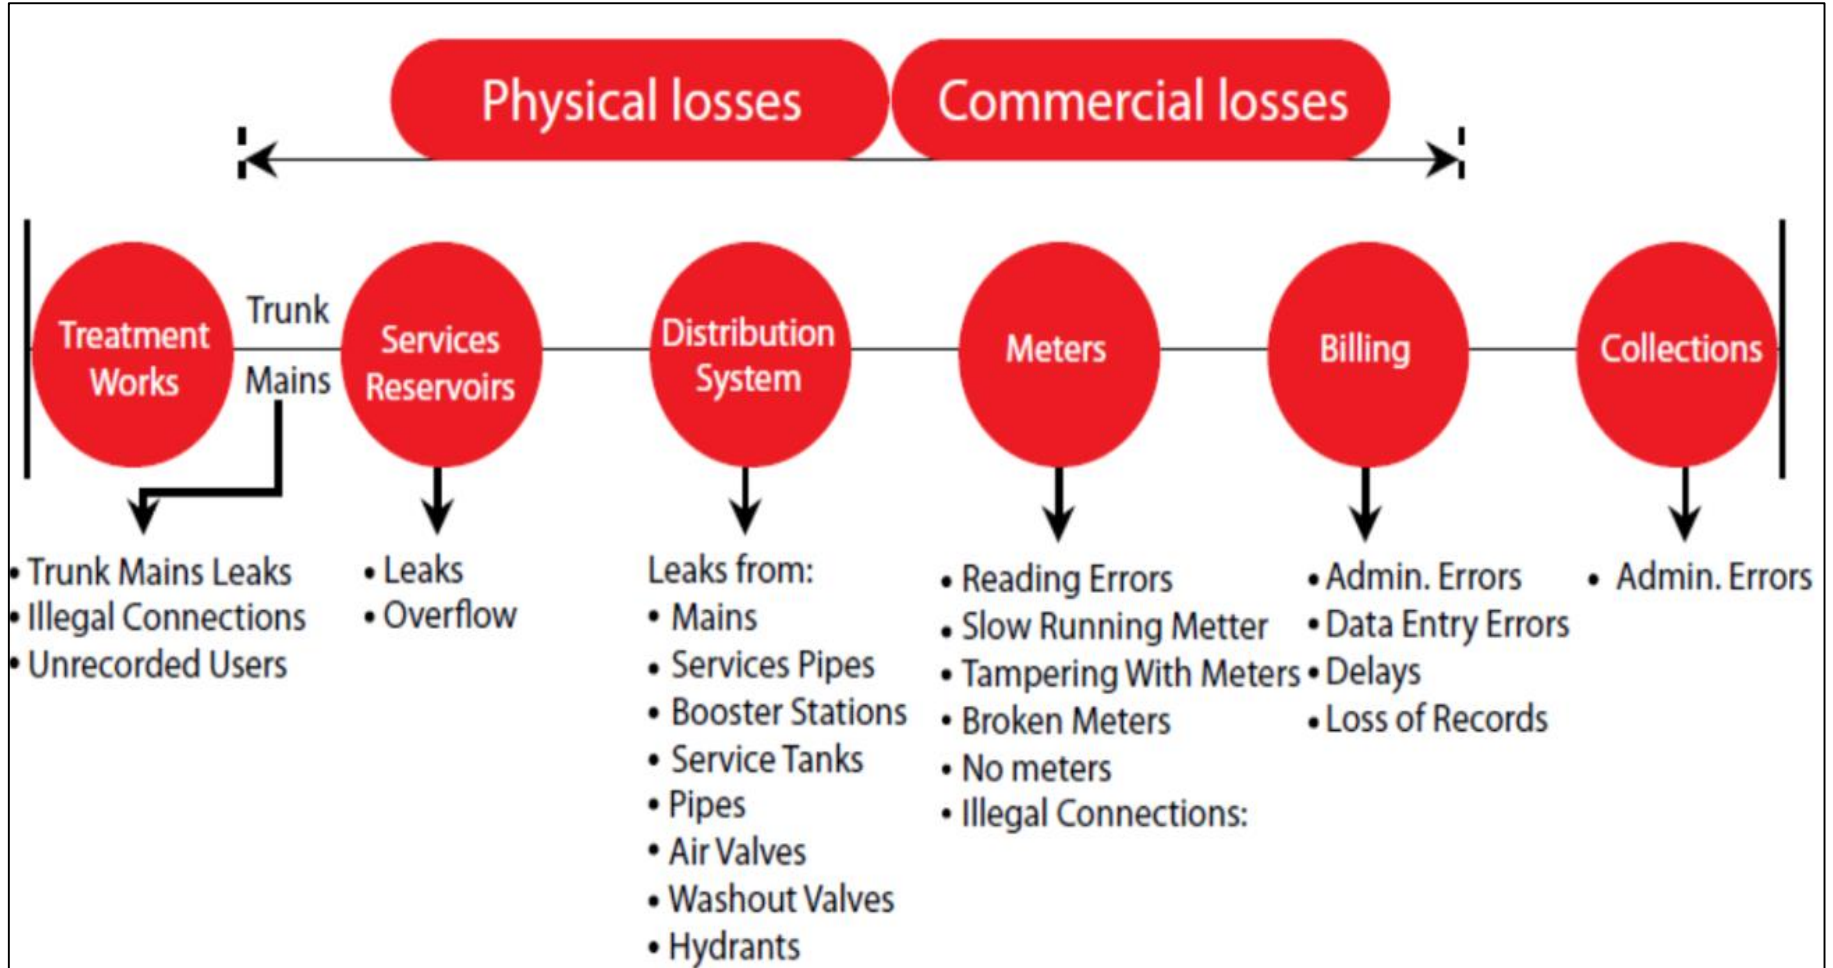 Physical losses
Commercial losses
Treatment
Works
Trunk
Mains
Services
Reservoirs
Distribution
System
Meters
Billing
Collections
• Trunk Mains Leaks
• Illegal Connections
• Unrecorded Users
• Leaks
• Overflow
Leaks from:
• Mains
• Services Pipes
• Booster Stations
• Service Tanks
• Pipes
• Air Valves
• Washout Valves
• Hydrants
• Reading Errors
• Slow Running Metter
• Tampering With Meters
• Broken Meters
• No meters
• Illegal Connections:
• Admin. Errors
• Data Entry Errors
• Delays
• Loss of Records
• Admin. Errors